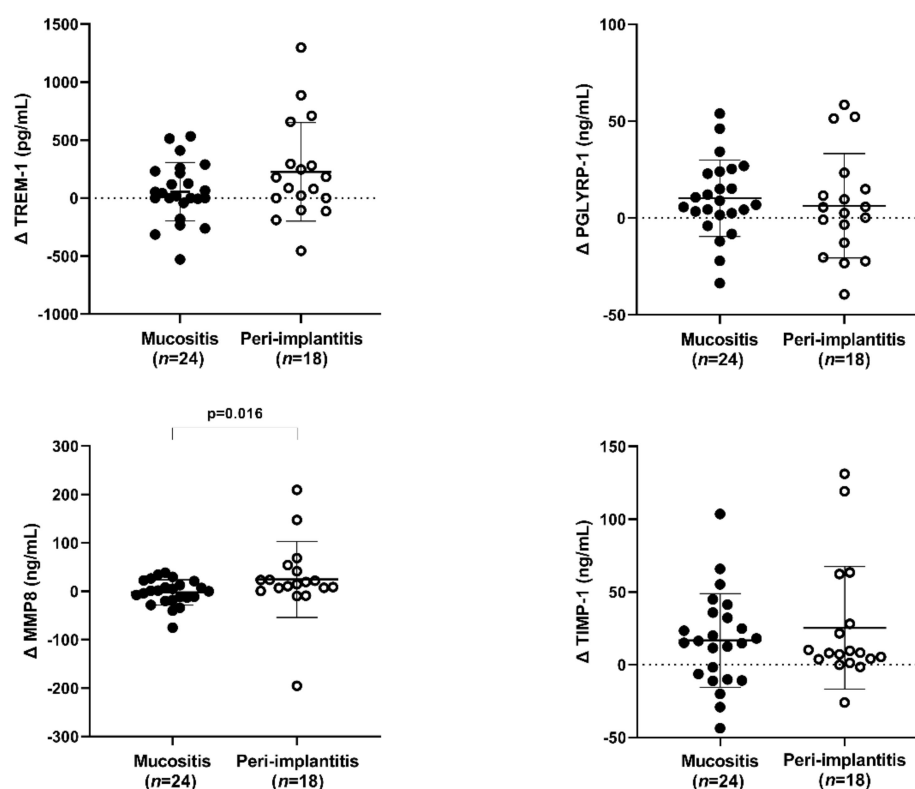 Δ TREM-1 (pg/mL)
1500
1000
500
0
-500
-1000
Mucositis
(n=24)
Peri-implantitis
(n=18)
Δ PGLYRP-1 (ng/mL)
100
50
0
-50
Mucositis
(n=24)
Peri-implantitis
(n=18)
p=0.016
Δ MMP8 (ng/mL)
300
200
100
0
-100
-200
-300
Mucositis
(n=24)
Peri-implantitis
(n=18)
Δ TIMP-1 (ng/mL)
150
100
50
0
-50
Mucositis
(n=24)
Peri-implantitis
(n=18)